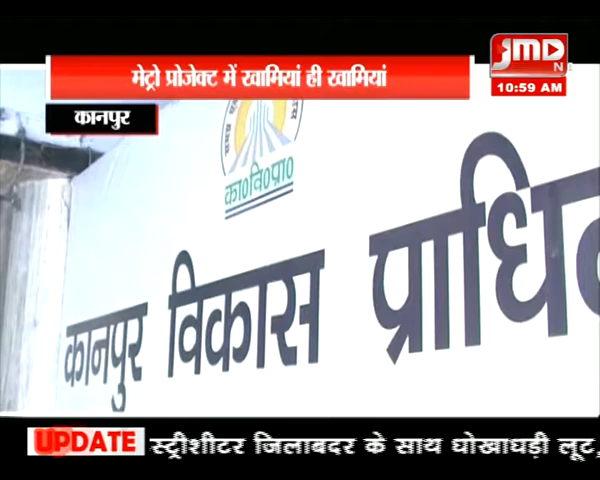 मेट्रो प्रोजेक्ट में खामियां ही खामियां
JMD
N
10:59 AM
कानपुर
का०वि०प्रा०
कानपुर विकास
UPDATE स्ट्रीशीटर जिलाबदर के साथ धोखाधड़ी लूट,